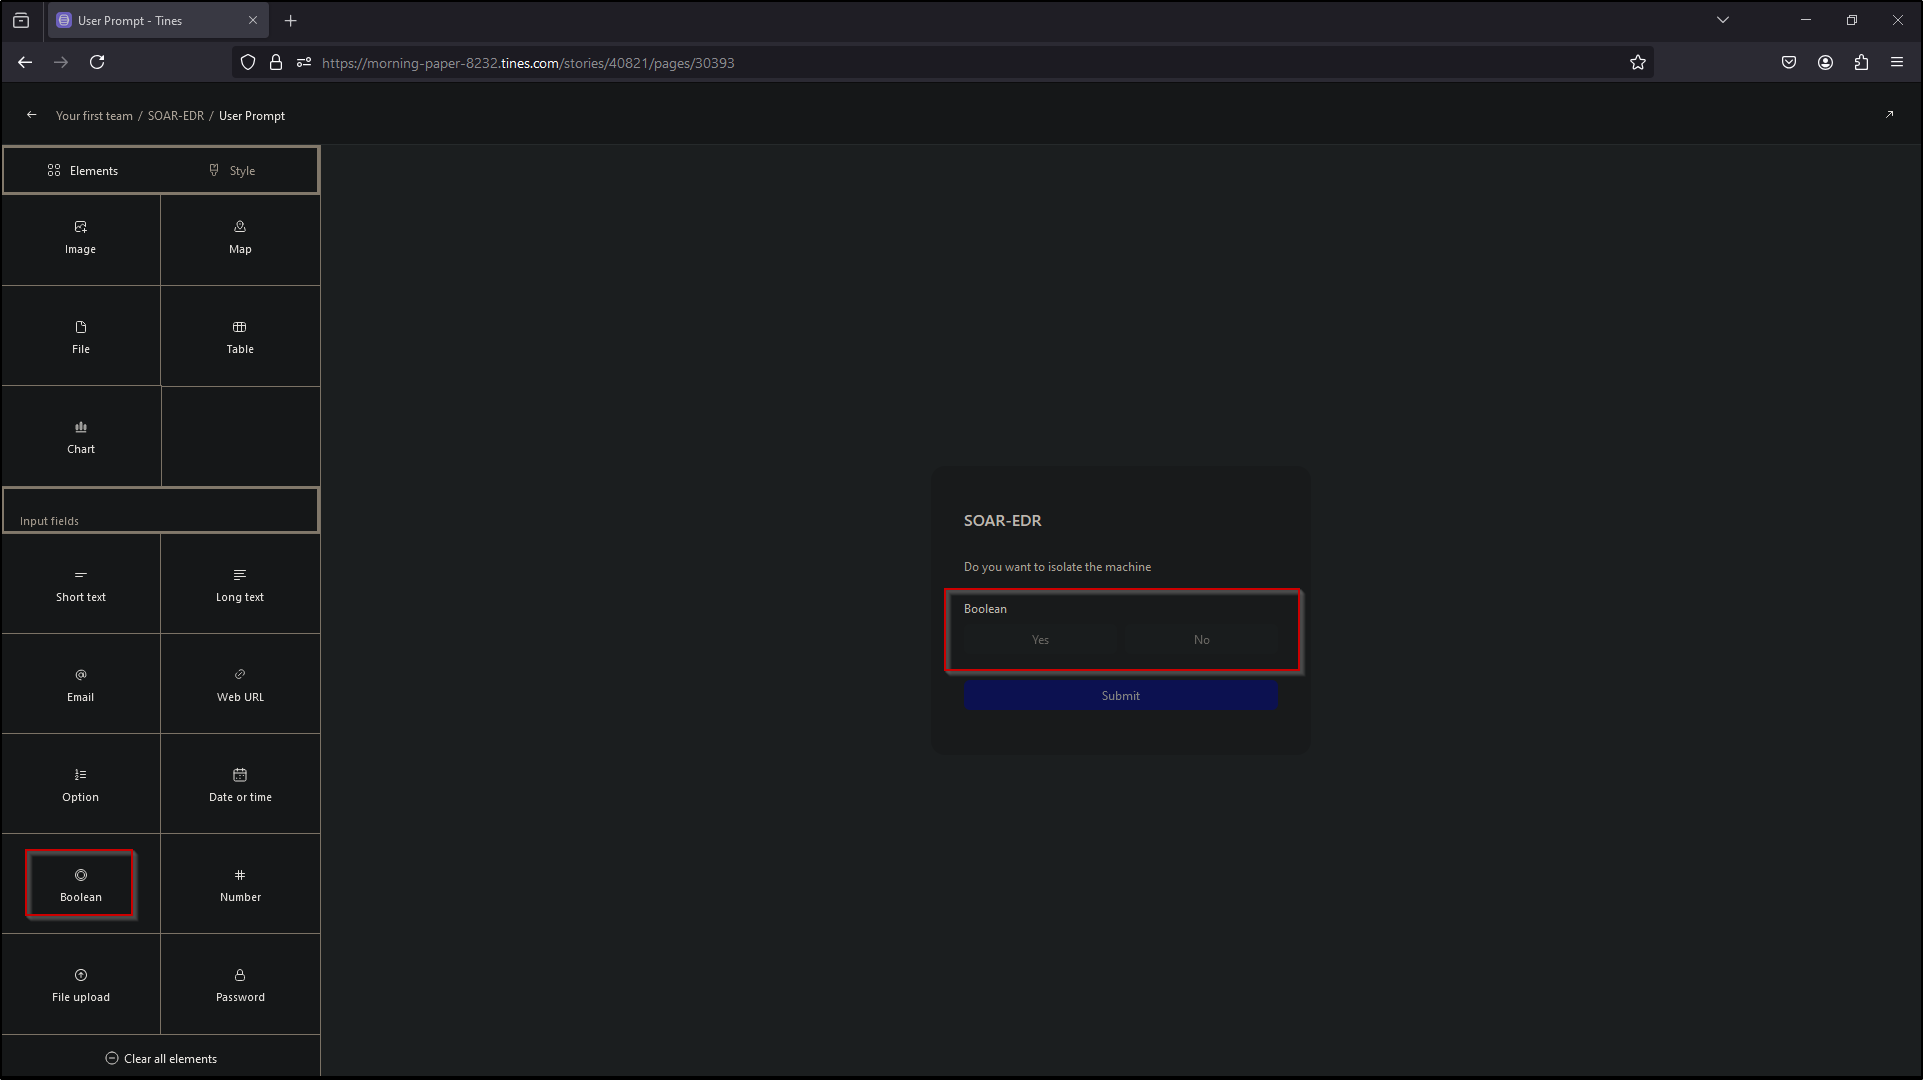 User Prompt - Tines
https://morning-paper-8232.tines.com/stories/40821/pages/30393
Your first team / SOAR-EDR / User Prompt
Elements
Style
Image
Map
File
Table
Chart
Input fields
Short text
Long text
Email
Web URL
Option
Date or time
Boolean
Number
File upload
Password
Clear all elements
SOAR-EDR
Do you want to isolate the machine
Boolean
Yes
No
Submit